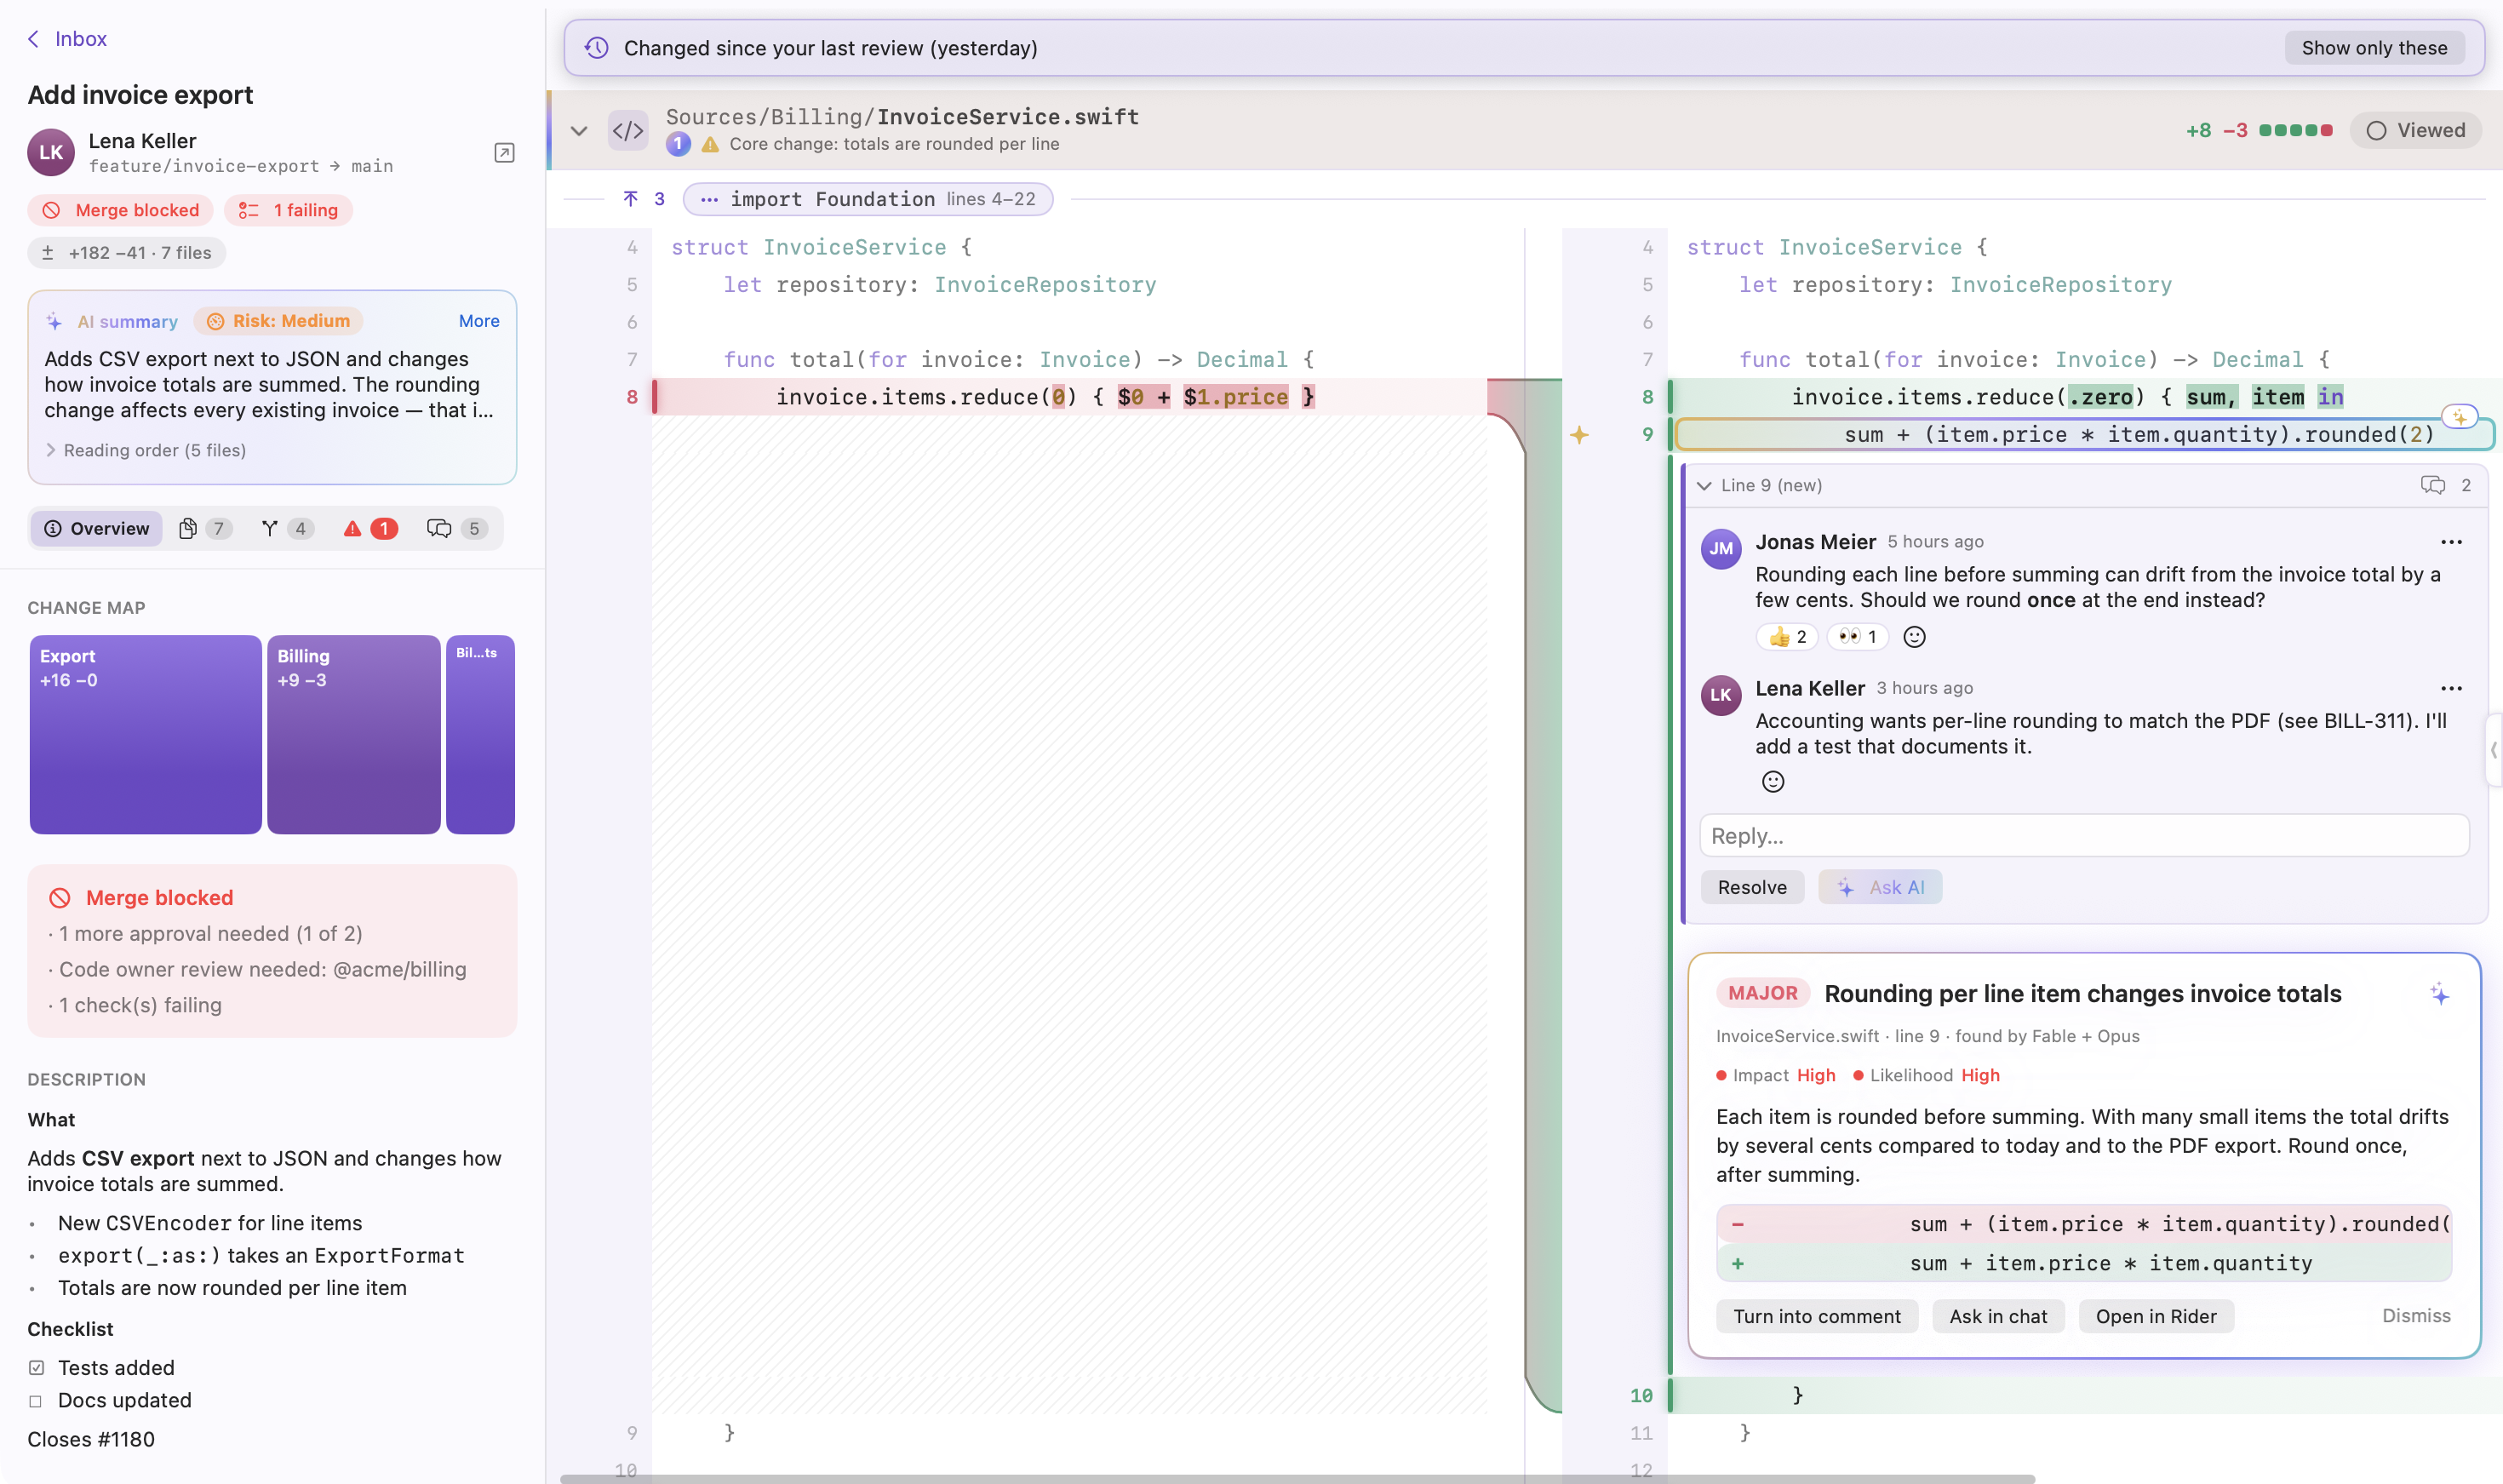 Inbox
Add invoice export
LK
Lena Keller
feature/invoice-export → main
Merge blocked
1 failing
+182 −41 · 7 files
AI summary
Risk: Medium
More
Adds CSV export next to JSON and changes
how invoice totals are summed. The rounding
change affects every existing invoice — that i...
Reading order (5 files)
Overview
7
4
1
5
CHANGE MAP
Export
+16 −0
Billing
+9 −3
Bil...ts
Merge blocked
· 1 more approval needed (1 of 2)
· Code owner review needed: @acme/billing
· 1 check(s) failing
DESCRIPTION
What
Adds CSV export next to JSON and changes how
invoice totals are summed.
• New CSVEncoder for line items
• export(_:as:) takes an ExportFormat
• Totals are now rounded per line item
Checklist
Tests added
Docs updated
Closes #1180
Changed since your last review (yesterday)
Show only these
</>
Sources/Billing/InvoiceService.swift
1
Core change: totals are rounded per line
+8 −3
Viewed
3
··· import Foundation lines 4–22
4 struct InvoiceService {
5 let repository: InvoiceRepository
6
7 func total(for invoice: Invoice) -> Decimal {
8 invoice.items.reduce(0) { $0 + $1.price }
9 }
10
4 struct InvoiceService {
5 let repository: InvoiceRepository
6
7 func total(for invoice: Invoice) -> Decimal {
8 invoice.items.reduce(.zero) { sum, item in
9 sum + (item.price * item.quantity).rounded(2)
Line 9 (new)
2
JM
Jonas Meier 5 hours ago
Rounding each line before summing can drift from the invoice total by a
few cents. Should we round once at the end instead?
👍 2
👀 1
LK
Lena Keller 3 hours ago
Accounting wants per-line rounding to match the PDF (see BILL-311). I'll
add a test that documents it.
Reply...
Resolve
Ask AI
MAJOR
Rounding per line item changes invoice totals
InvoiceService.swift · line 9 · found by Fable + Opus
Impact High
Likelihood High
Each item is rounded before summing. With many small items the total drifts
by several cents compared to today and to the PDF export. Round once,
after summing.
− sum + (item.price * item.quantity).rounded(
+ sum + item.price * item.quantity
Turn into comment
Ask in chat
Open in Rider
Dismiss
10 }
11 }
12